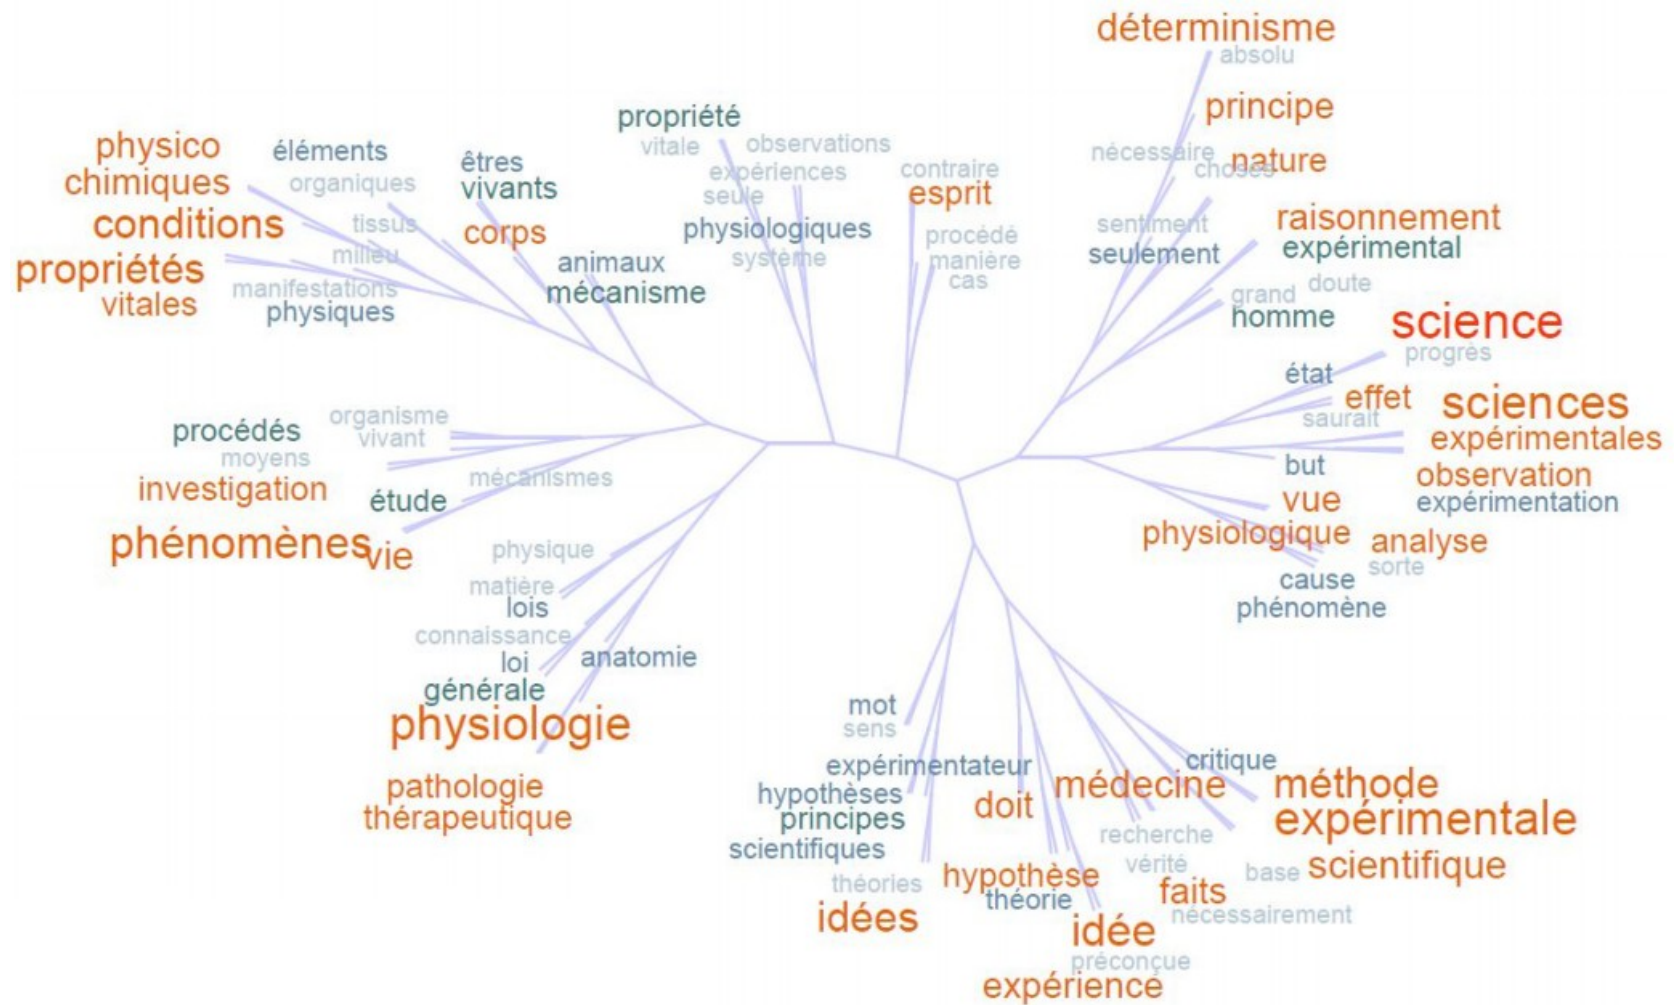 déterminisme
absolu
principe
nécessaire
nature
choses
raisonnement
sentiment
expérimental
seulement
doute
grand
homme
science
progrès
état
effet
sciences
saurait
expérimentales
but
observation
vue
expérimentation
physiologique
analyse
sorte
cause
phénomène
propriété
vitale
observations
expériences
seule
physiologiques
système
contraire
esprit
procédé
manière
cas
physico
chimiques
éléments
organiques
conditions
tissus
milieu
propriétés
vitales
manifestations
physiques
êtres
vivants
corps
animaux
mécanisme
organisme
vivant
procédés
moyens
mécanismes
investigation
étude
phénomènes
vie
physique
matière
lois
connaissance
loi
anatomie
générale
physiologie
pathologie
thérapeutique
mot
sens
expérimentateur
hypothèses
principes
scientifiques
théories
idées
doit
hypothèse
théorie
idée
préconçue
expérience
médecine
critique
recherche
vérité
faits
nécessairement
base
méthode
expérimentale
scientifique